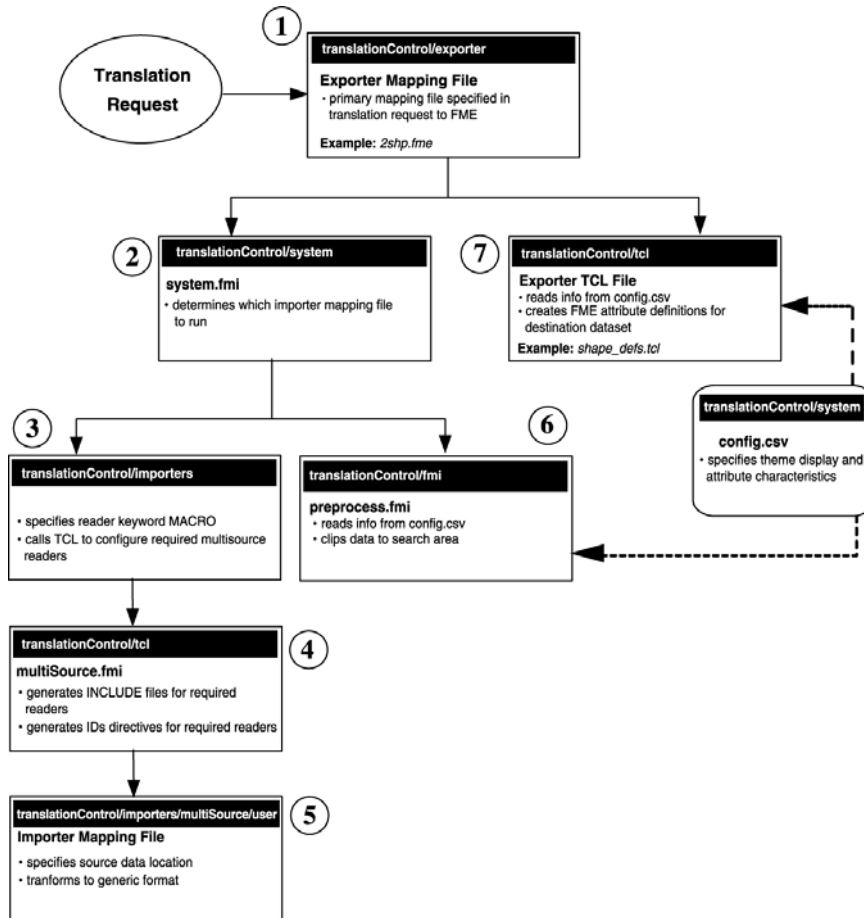 1
translationControl/exporter
Translation
Request
Exporter Mapping File
• primary mapping file specified in
translation request to FME
Example: 2shp.fme
2
translationControl/system
system.fmi
• determines which importer mapping file
to run
7
translationControl/tcl
Exporter TCL File
• reads info from config.csv
• creates FME attribute definitions for
destination dataset
Example: shape_defs.tcl
translationControl/system
config.csv
• specifies theme display and
attribute characteristics
3
translationControl/importers
• specifies reader keyword MACRO
• calls TCL to configure required multisource
readers
6
translationControl/fmi
preprocess.fmi
• reads info from config.csv
• clips data to search area
4
translationControl/tcl
multiSource.fmi
• generates INCLUDE files for required
readers
• generates IDs directives for required readers
5
translationControl/importers/multiSource/user
Importer Mapping File
• specifies source data location
• tranforms to generic format